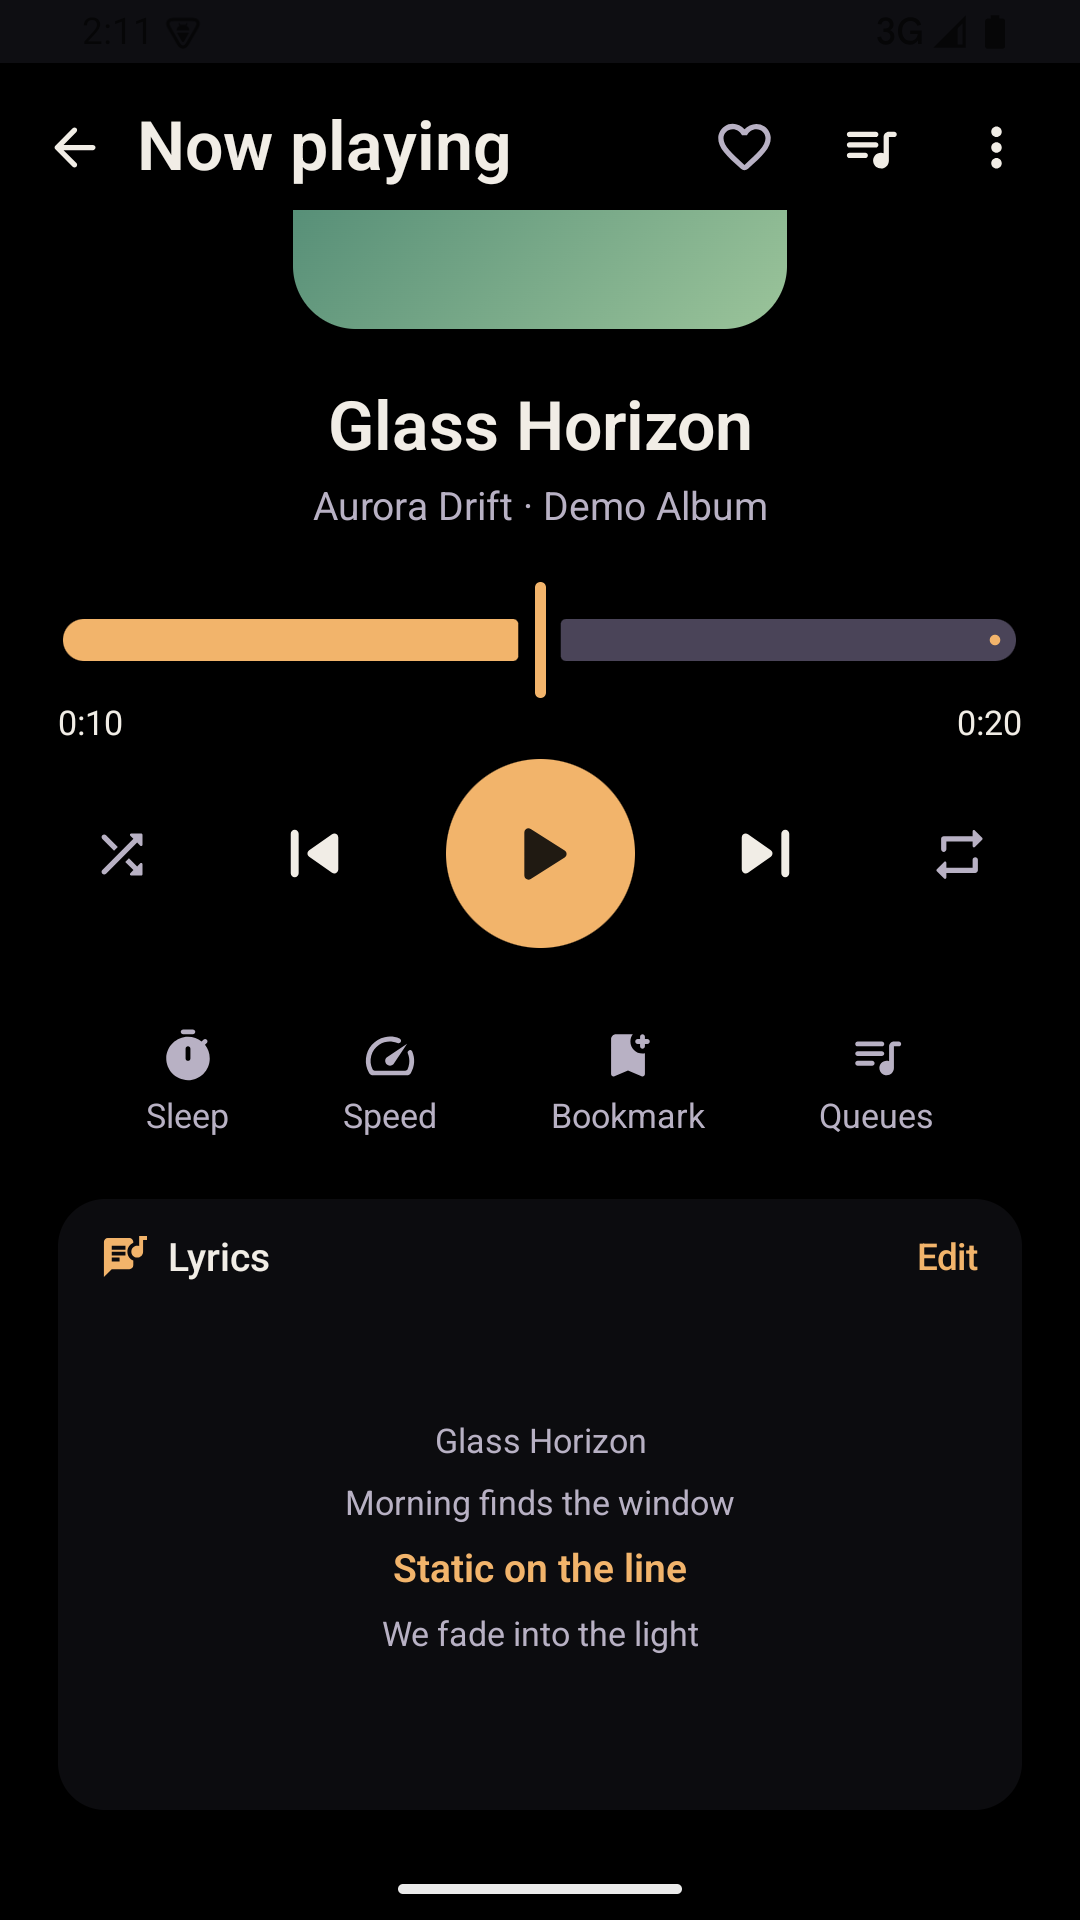 2:11
3G
Now playing
Glass Horizon
Aurora Drift · Demo Album
0:10
0:20
Sleep
Speed
Bookmark
Queues
Lyrics
Edit
Glass Horizon
Morning finds the window
Static on the line
We fade into the light